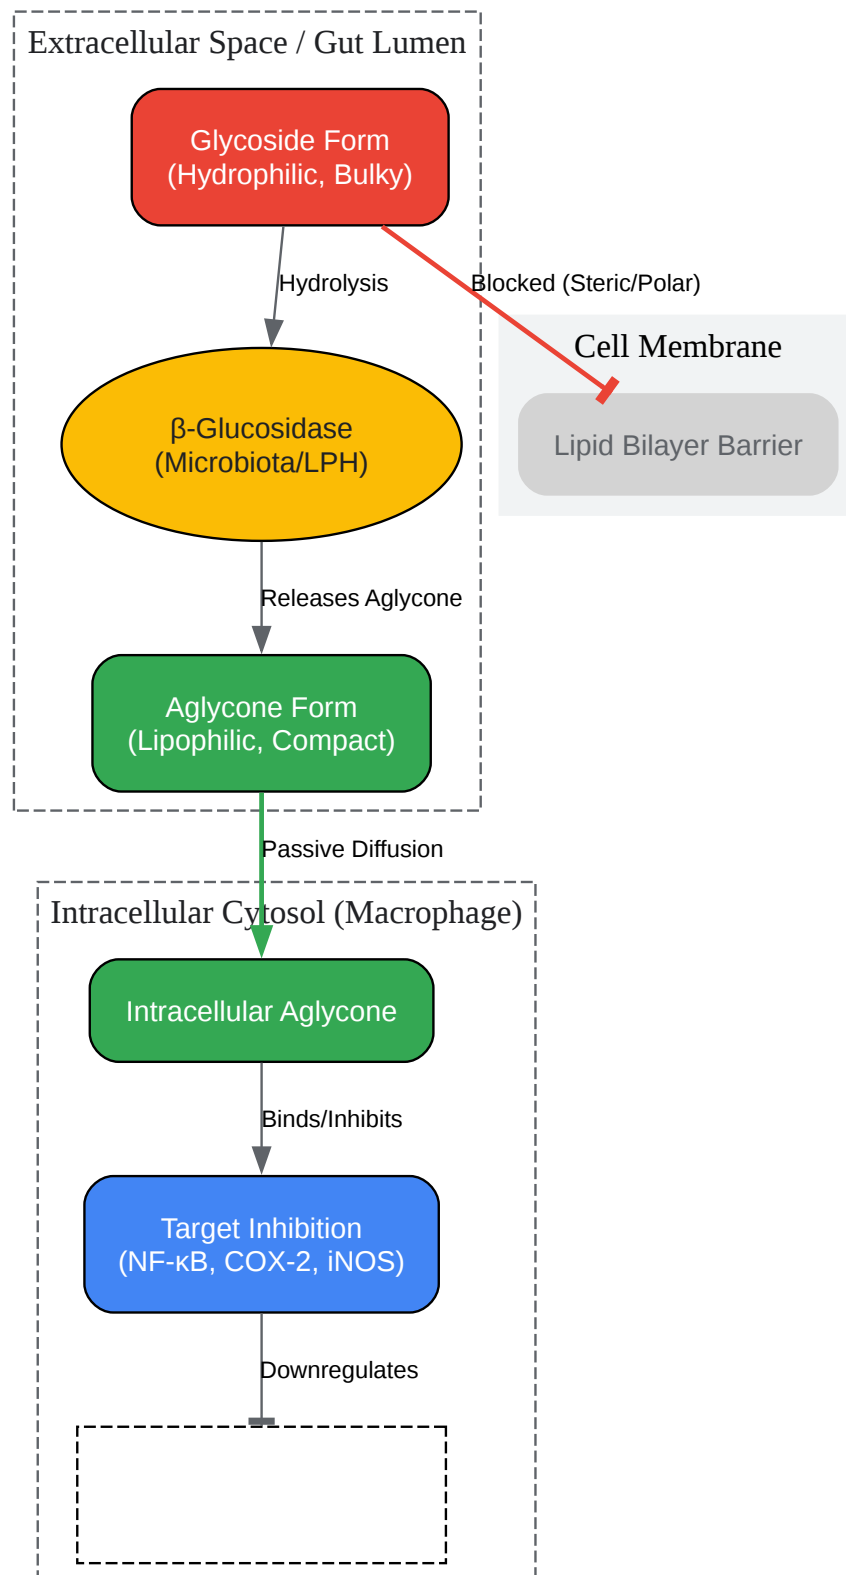 Extracellular Space / Gut Lumen
Glycoside Form
(Hydrophilic, Bulky)
Hydrolysis
Blocked (Steric/Polar)
Cell Membrane
β-Glucosidase
(Microbiota/LPH)
Lipid Bilayer Barrier
Releases Aglycone
Aglycone Form
(Lipophilic, Compact)
Passive Diffusion
Intracellular Cytosol (Macrophage)
Intracellular Aglycone
Binds/Inhibits
Target Inhibition
(NF-κB, COX-2, iNOS)
Downregulates